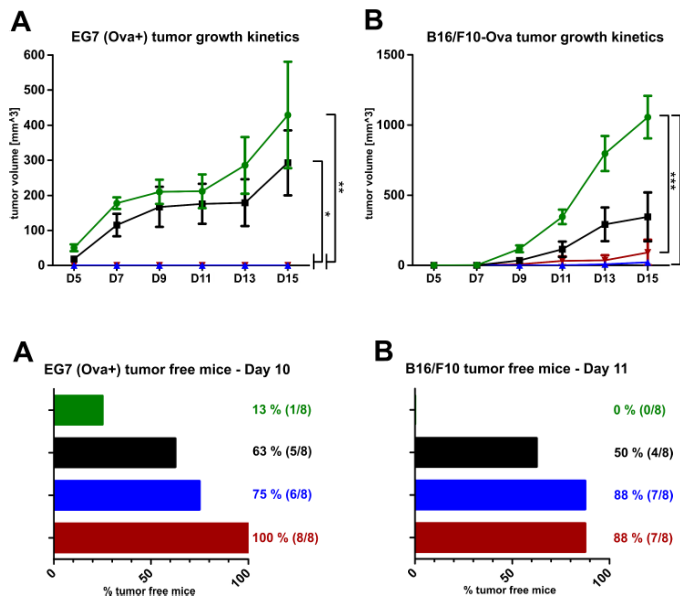 A
EG7 (Ova+) tumor growth kinetics
tumor volume [mm^3]
600
500
400
300
200
100
0
D5 D7 D9 D11 D13 D15
*
**
B
B16/F10-Ova tumor growth kinetics
tumor volume [mm^3]
1500
1000
500
0
D5 D7 D9 D11 D13 D15
***
A
EG7 (Ova+) tumor free mice - Day 10
13 % (1/8)
63 % (5/8)
75 % (6/8)
100 % (8/8)
0 50 100
% tumor free mice
B
B16/F10 tumor free mice - Day 11
0 % (0/8)
50 % (4/8)
88 % (7/8)
88 % (7/8)
0 50 100
% tumor free mice